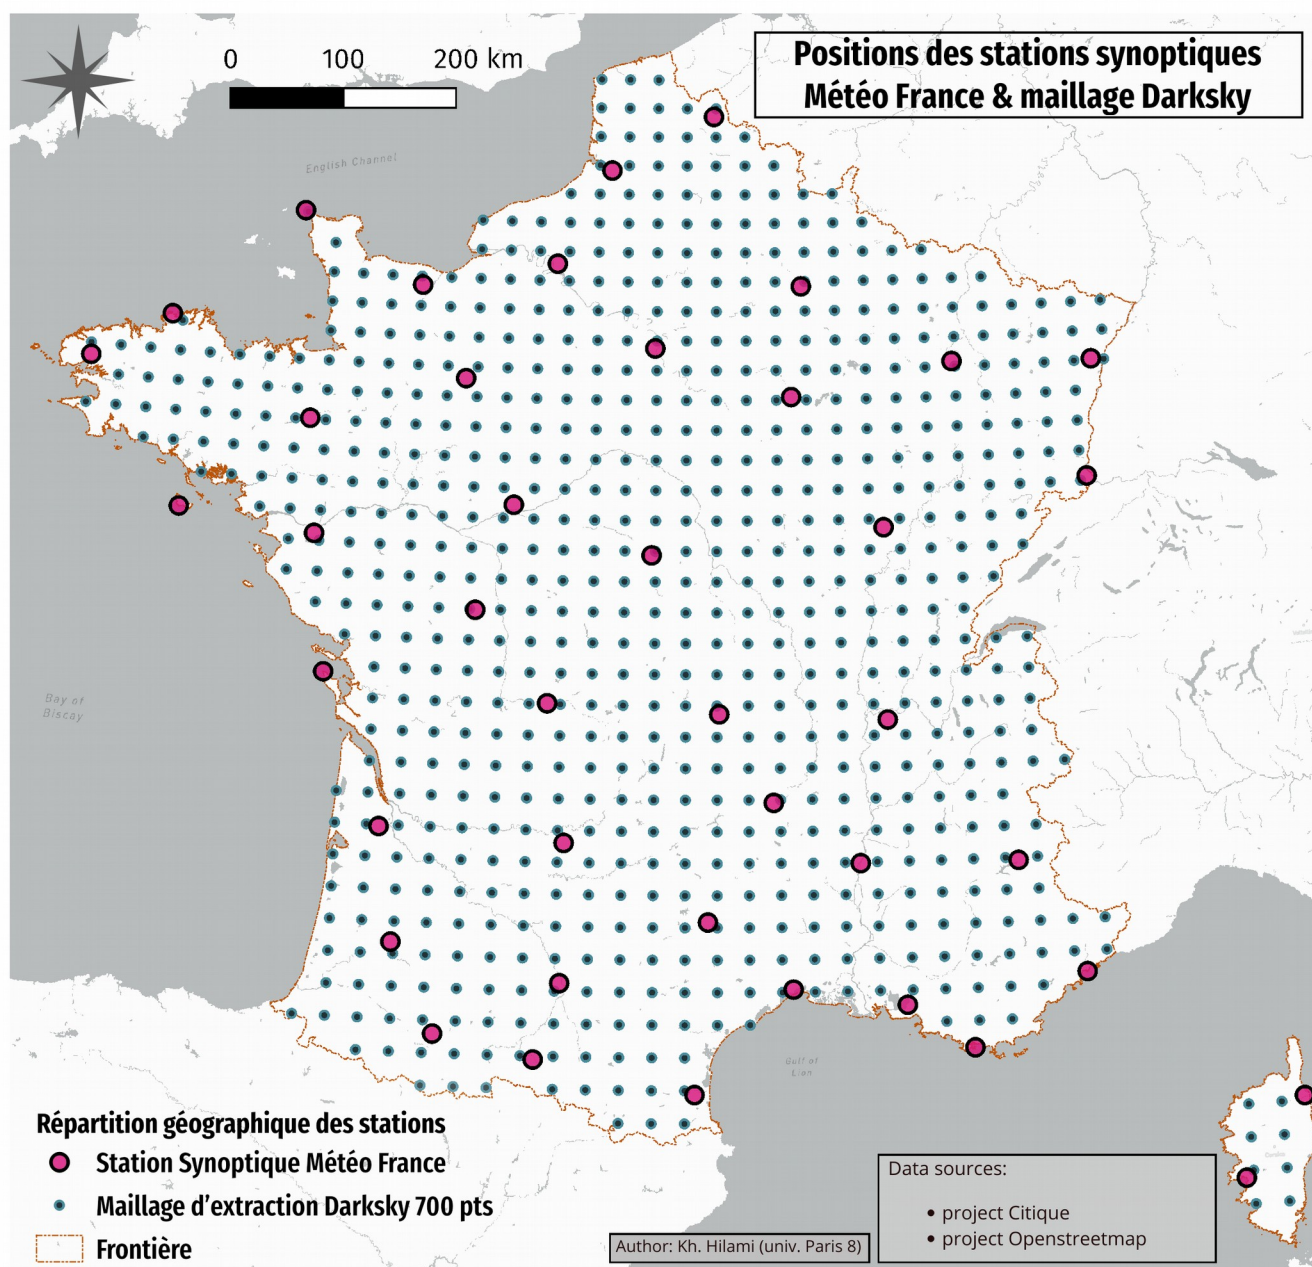 Positions des stations synoptiques
Météo France & maillage Darksky
0 100 200 km
English Channel
Bay of
Biscay
Gulf of
Lion
Répartition géographique des stations
Station Synoptique Météo France
Maillage d’extraction Darksky 700 pts
Frontière
Author: Kh. Hilami (univ. Paris 8)
Data sources:
• project Citique
• project Openstreetmap